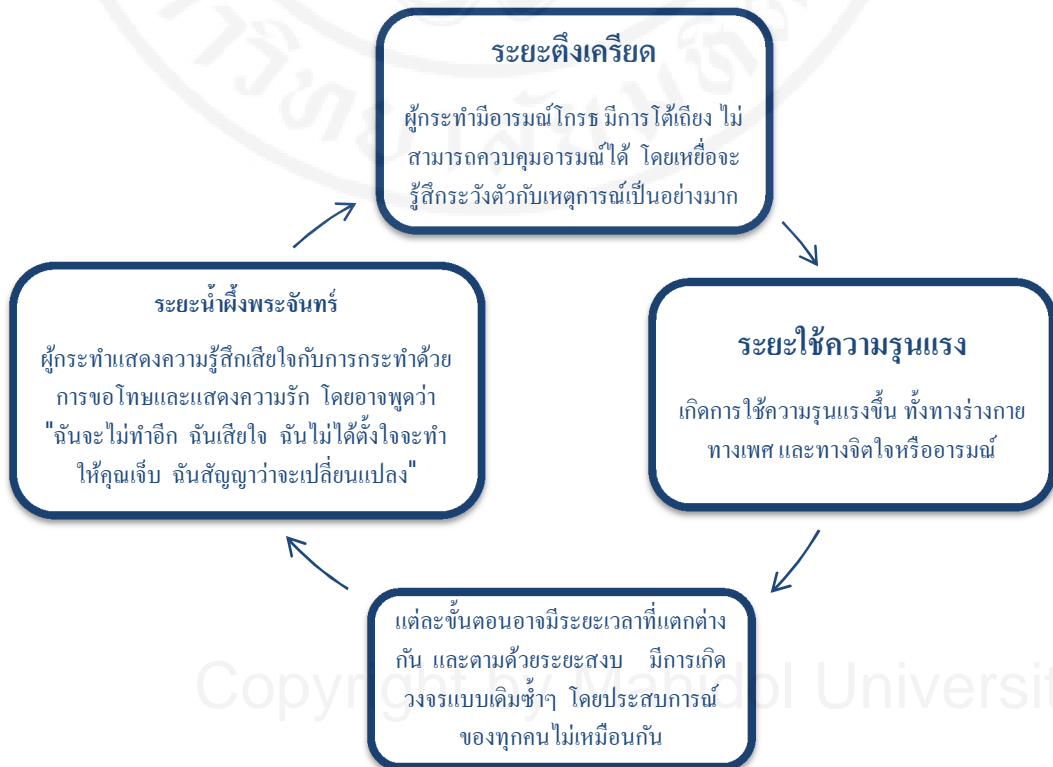 ระยะตึงเครียด
ผู้กระทำมีอารมณ์โกรธ มีการโต้เถียง ไม่
สามารถควบคุมอารมณ์ได้ โดยเหยื่อจะ
รู้สึกระวังตัวกับเหตุการณ์เป็นอย่างมาก
ระยะใช้ความรุนแรง
เกิดการใช้ความรุนแรงขึ้น ทั้งทางร่างกาย
ทางเพศ และทางจิตใจหรืออารมณ์
แต่ละขั้นตอนอาจมีระยะเวลาที่แตกต่าง
กัน และตามด้วยระยะสงบ มีการเกิด
วงจรแบบเดิมซ้ำๆ โดยประสบการณ์
ของทุกคนไม่เหมือนกัน
ระยะน้ำผึ้งพระจันทร์
ผู้กระทำแสดงความรู้สึกเสียใจกับการกระทำด้วย
การขอโทษและแสดงความรัก โดยอาจพูดว่า
"ฉันจะไม่ทำอีก ฉันเสียใจ ฉันไม่ได้ตั้งใจจะทำ
ให้คุณเจ็บ ฉันสัญญาว่าจะเปลี่ยนแปลง"
Copyright by Mahidol Universit